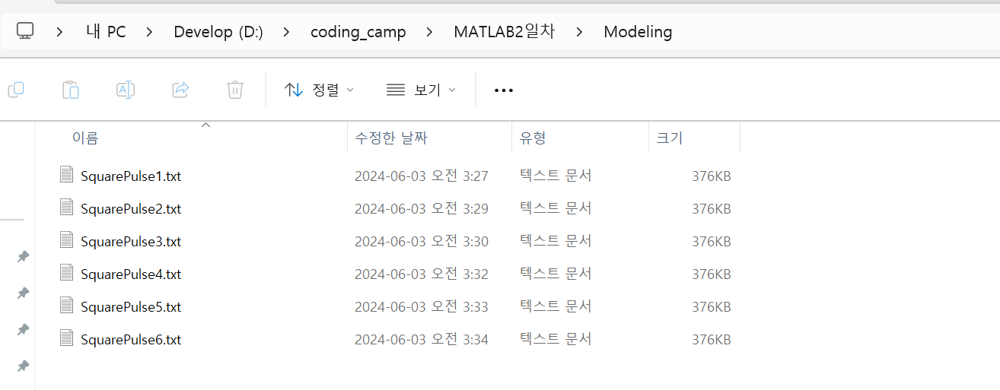 내 PC > Develop (D:) > coding_camp > MATLAB2일차 > Modeling
정렬 보기 •••
이름 수정한 날짜 유형 크기
SquarePulse1.txt 2024-06-03 오전 3:27 텍스트 문서 376KB
SquarePulse2.txt 2024-06-03 오전 3:29 텍스트 문서 376KB
SquarePulse3.txt 2024-06-03 오전 3:30 텍스트 문서 376KB
SquarePulse4.txt 2024-06-03 오전 3:32 텍스트 문서 376KB
SquarePulse5.txt 2024-06-03 오전 3:33 텍스트 문서 376KB
SquarePulse6.txt 2024-06-03 오전 3:34 텍스트 문서 376KB